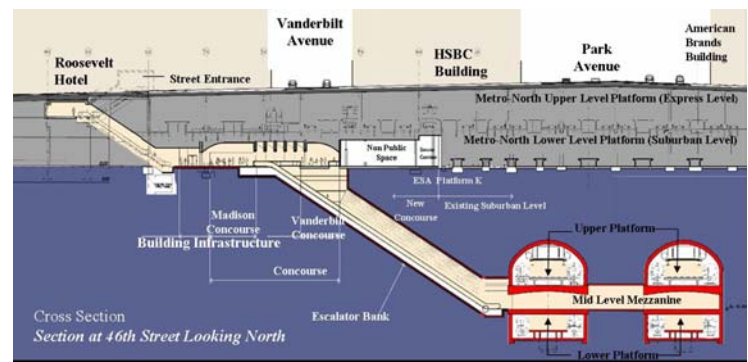 Vanderbilt
Avenue
American
Brands
Building
Roosevelt
Hotel
Street Entrance
HSBC
Building
Park
Avenue
Metro-North Upper Level Platform (Express Level)
Metro-North Lower Level Platform (Suburban Level)
Non Public
Space
ESA Platform K
New
Concourse
Existing Suburban Level
Madison
Concourse
Vanderbilt
Concourse
Building Infrastructure
Concourse
Upper Platform
Mid Level Mezzanine
Escalator Bank
Lower Platform
Cross Section
Section at 46th Street Looking North